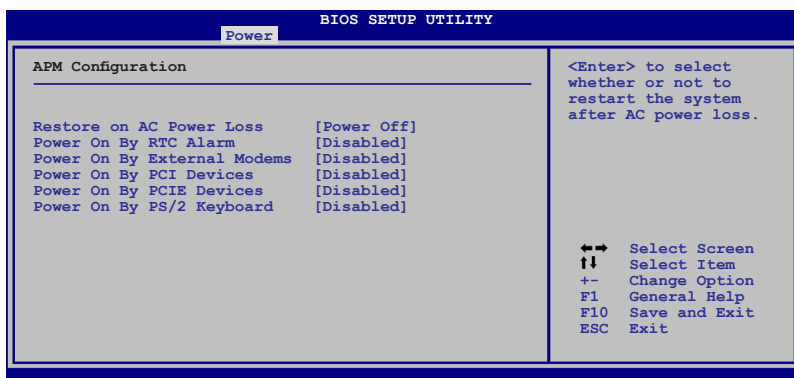 BIOS SETUP UTILITY
Power
APM Configuration
Restore on AC Power Loss [Power Off]
Power On By RTC Alarm [Disabled]
Power On By External Modems [Disabled]
Power On By PCI Devices [Disabled]
Power On By PCIE Devices [Disabled]
Power On By PS/2 Keyboard [Disabled]
<Enter> to select
whether or not to
restart the system
after AC power loss.
←→ Select Screen
↑↓ Select Item
+- Change Option
F1 General Help
F10 Save and Exit
ESC Exit